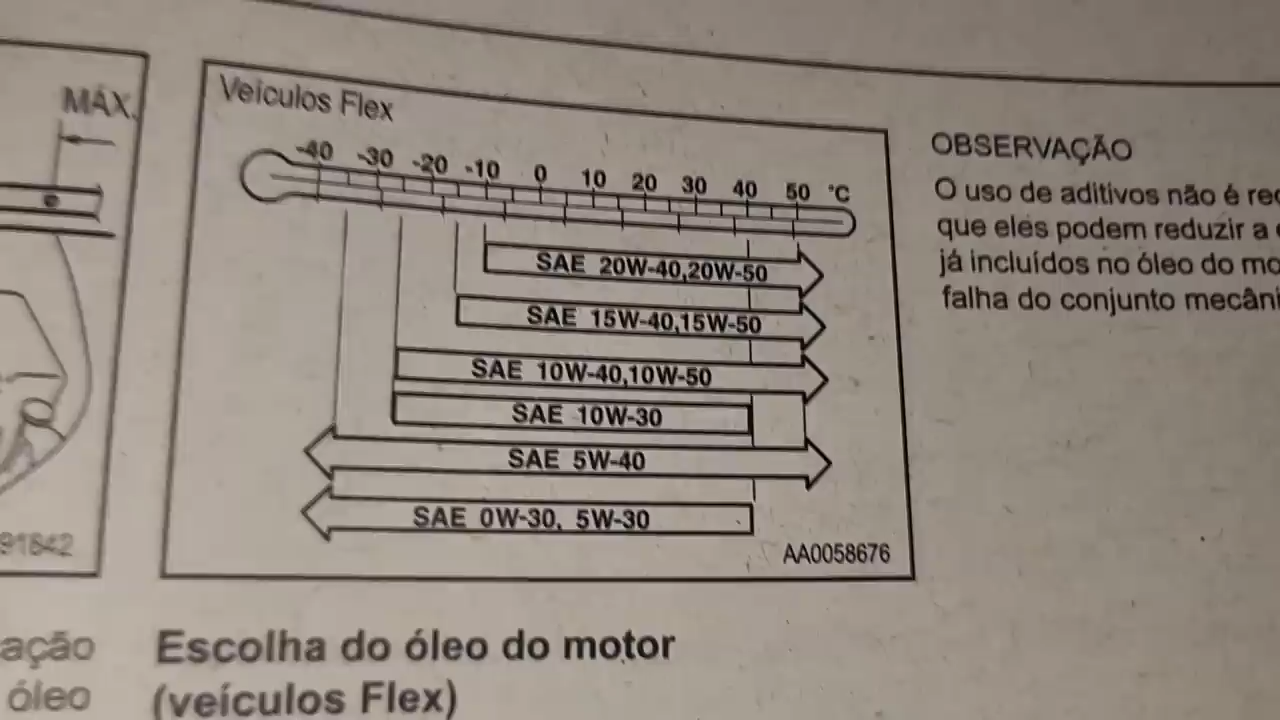 MÁX.
Veículos Flex
-40 -30 -20 -10 0 10 20 30 40 50 °C
SAE 20W-40,20W-50
SAE 15W-40,15W-50
SAE 10W-40,10W-50
SAE 10W-30
SAE 5W-40
SAE 0W-30, 5W-30
AA0058676
91642
OBSERVAÇÃO
O uso de aditivos não é
que eles podem reduzir a
já incluídos no óleo do
falha do conjunto
ação
óleo
Escolha do óleo do motor
(veículos Flex)